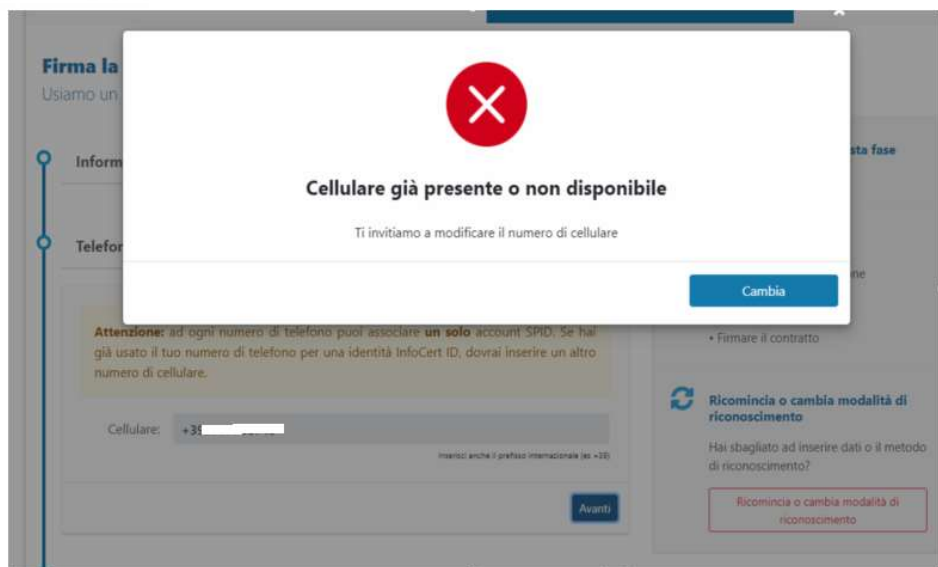 Firma la
Usiamo un
Cellulare già presente o non disponibile
Ti invitiamo a modificare il numero di cellulare
Cambia
Inform
Telefon
Attenzione: ad ogni numero di telefono puoi associare un solo account SPID. Se hai
già usato il tuo numero di telefono per una identità InfoCert ID, dovrai inserire un altro
numero di cellulare.
Cellulare: +39
Inserisci anche il prefisso internazionale (es +39)
Avanti
sta fase
ne
• Firmare il contratto
Ricomincia o cambia modalità di
riconoscimento
Hai sbagliato ad inserire dati o il metodo
di riconoscimento?
Ricomincia o cambia modalità di
riconoscimento